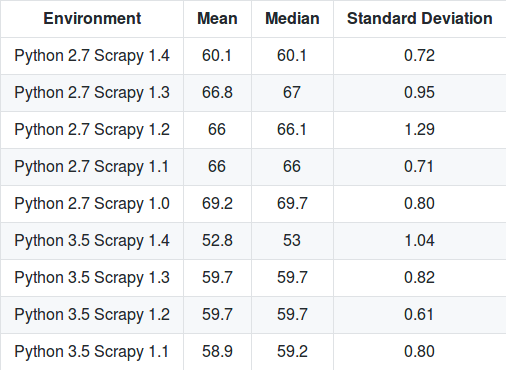 Environment Mean Median Standard Deviation
Python 2.7 Scrapy 1.4 60.1 60.1 0.72
Python 2.7 Scrapy 1.3 66.8 67 0.95
Python 2.7 Scrapy 1.2 66 66.1 1.29
Python 2.7 Scrapy 1.1 66 66 0.71
Python 2.7 Scrapy 1.0 69.2 69.7 0.80
Python 3.5 Scrapy 1.4 52.8 53 1.04
Python 3.5 Scrapy 1.3 59.7 59.7 0.82
Python 3.5 Scrapy 1.2 59.7 59.7 0.61
Python 3.5 Scrapy 1.1 58.9 59.2 0.80